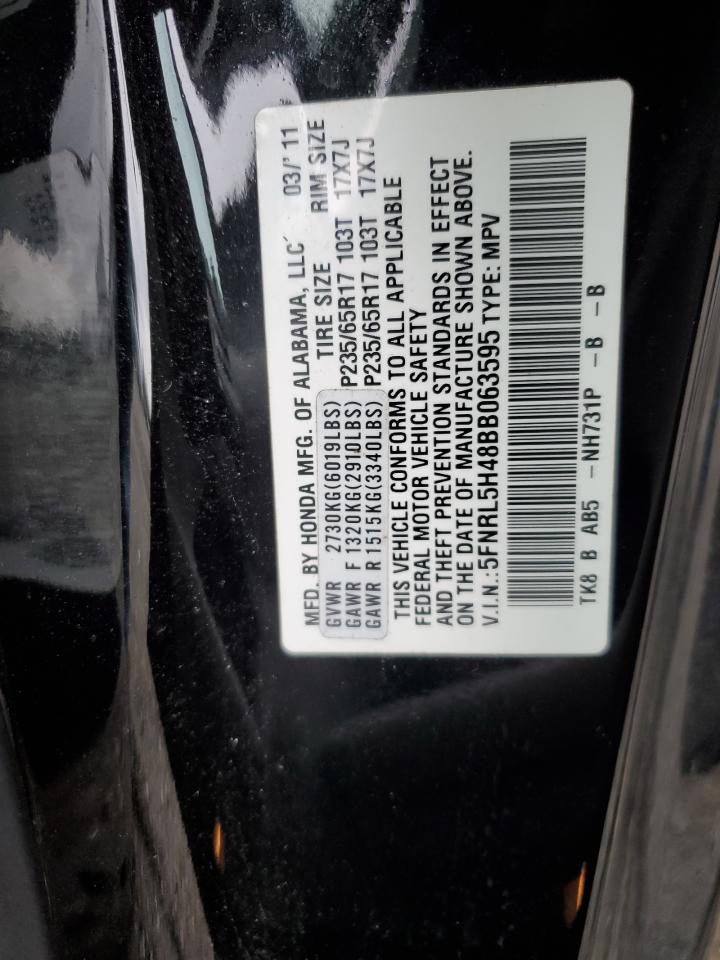 MFD. BY HONDA MFG. OF ALABAMA, LLC 03/'11
GVWR 2730KG(6019LBS) TIRE SIZE RIM SIZE
GAWR F 1320KG(2910LBS) P235/65R17 103T 17X7J
GAWR R 1515KG(3340LBS) P235/65R17 103T 17X7J
THIS VEHICLE CONFORMS TO ALL APPLICABLE
FEDERAL MOTOR VEHICLE SAFETY
AND THEFT PREVENTION STANDARDS IN EFFECT
ON THE DATE OF MANUFACTURE SHOWN ABOVE.
V.I.N.:5FNRL5H48BB063595 TYPE: MPV
TK8 B AB5 -NH731P -B -B